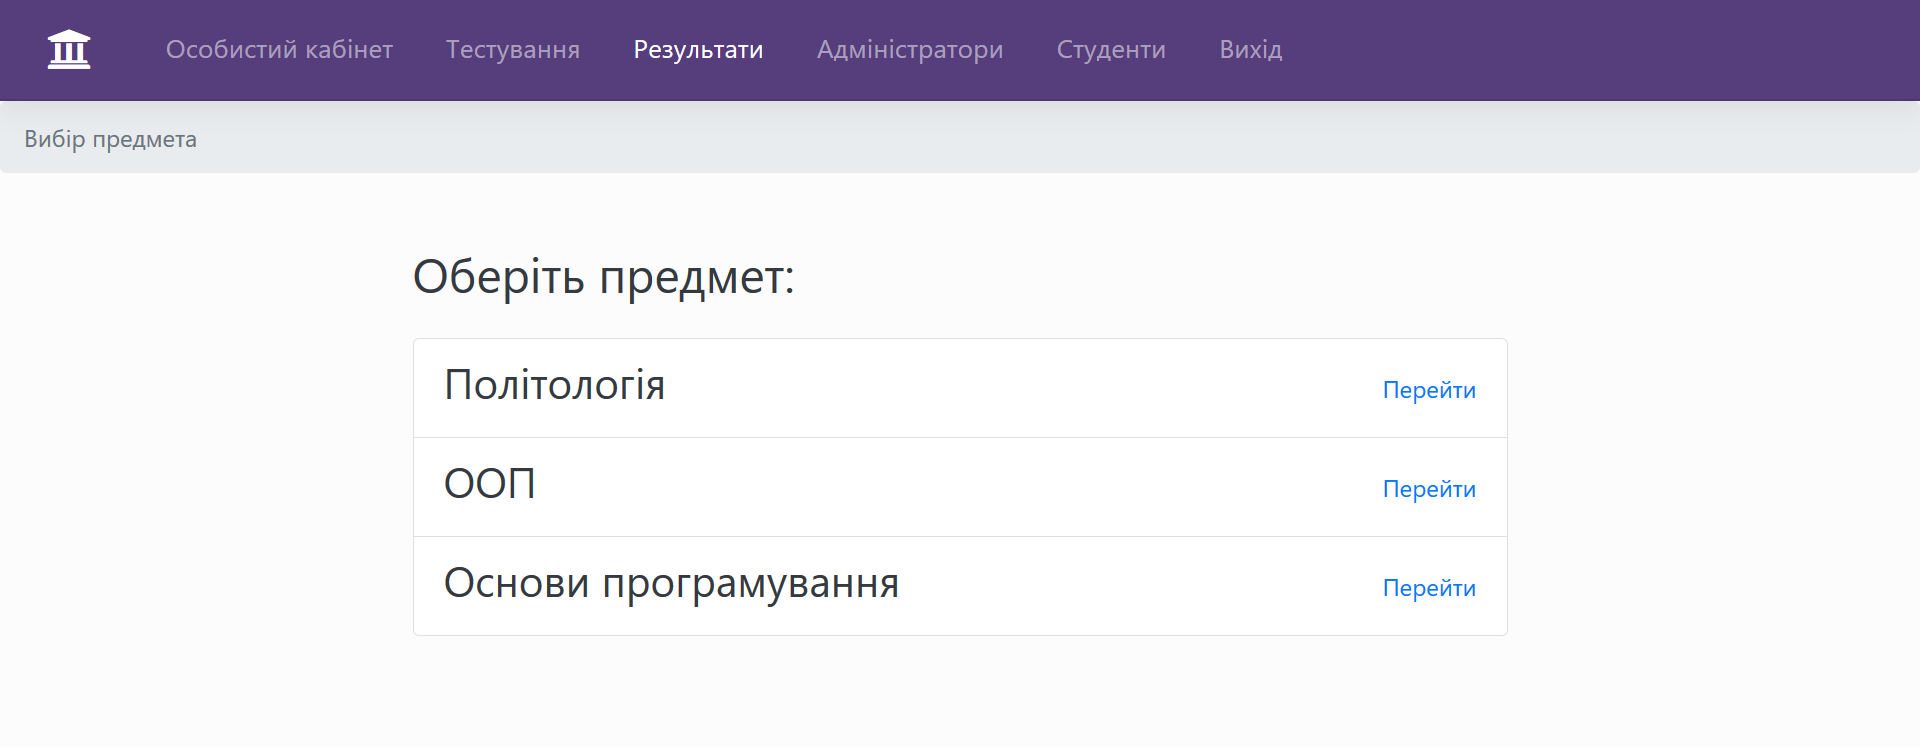 Особистий кабінет Тестування Результати Адміністратори Студенти Вихід
Вибір предмета
Оберіть предмет:
Політологія Перейти
ООП Перейти
Основи програмування Перейти